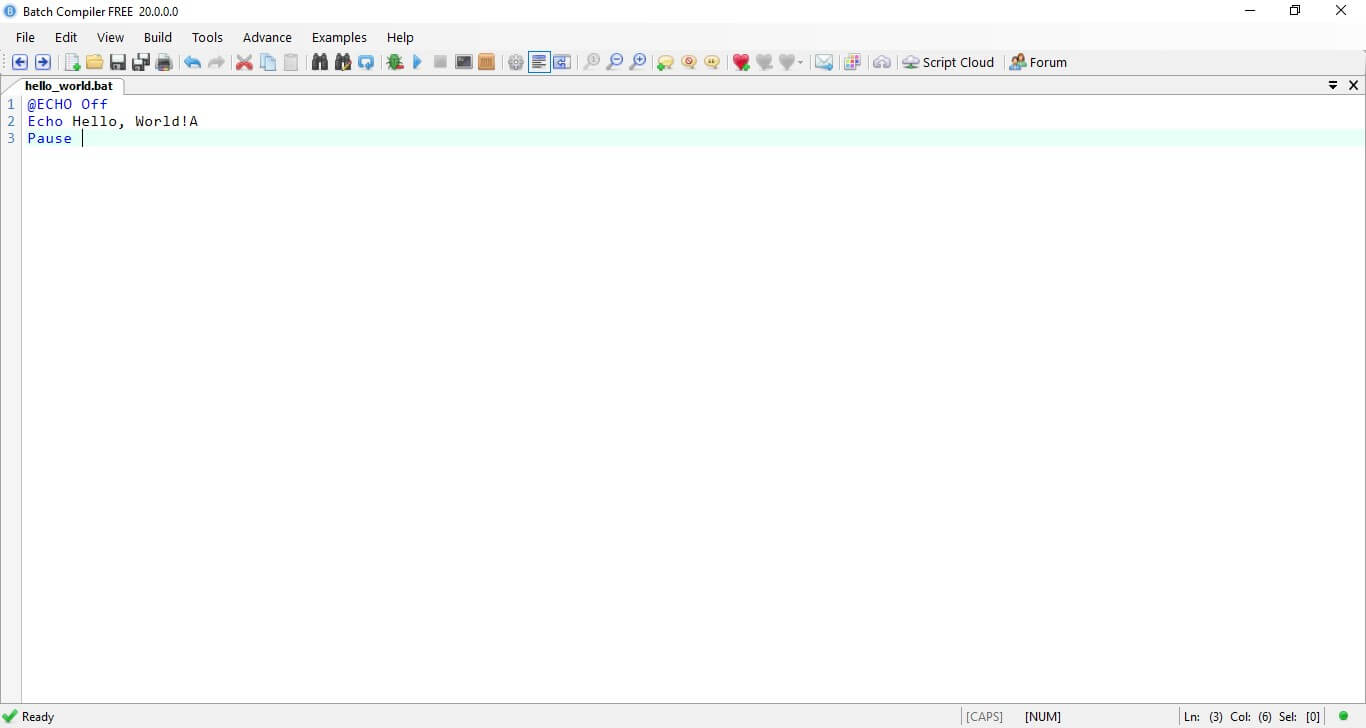 Batch Compiler FREE 20.0.0.0
File Edit View Build Tools Advance Examples Help
Script Cloud Forum
hello_world.bat
1 @ECHO Off
2 Echo Hello, World!A
3 Pause
Ready [CAPS] [NUM] Ln: (3) Col: (6) Sel: [0]